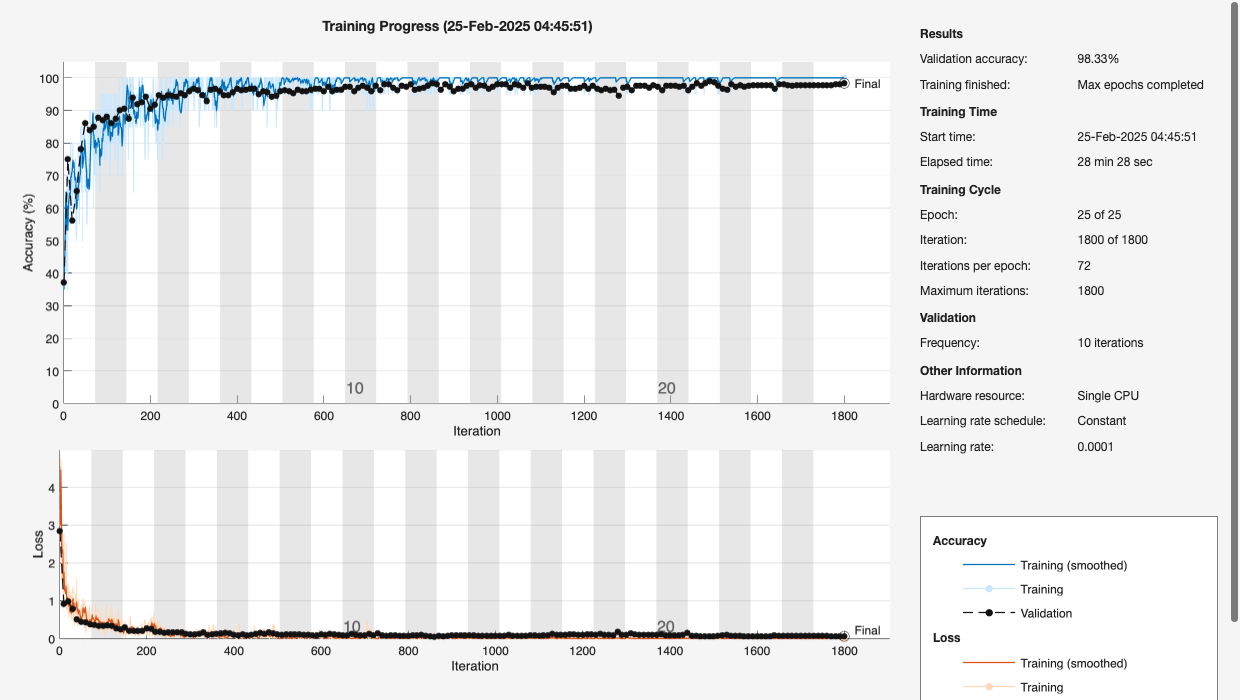 Training Progress (25-Feb-2025 04:45:51)
Accuracy (%)
100
90
80
70
60
50
40
30
20
10
0
Final
10
20
0 200 400 600 800 1000 1200 1400 1600 1800
Iteration
Loss
4
3
2
1
0
Final
10
20
0 200 400 600 800 1000 1200 1400 1600 1800
Iteration
Results
Validation accuracy: 98.33%
Training finished: Max epochs completed
Training Time
Start time: 25-Feb-2025 04:45:51
Elapsed time: 28 min 28 sec
Training Cycle
Epoch: 25 of 25
Iteration: 1800 of 1800
Iterations per epoch: 72
Maximum iterations: 1800
Validation
Frequency: 10 iterations
Other Information
Hardware resource: Single CPU
Learning rate schedule: Constant
Learning rate: 0.0001
Accuracy
Training (smoothed)
Training
Validation
Loss
Training (smoothed)
Training